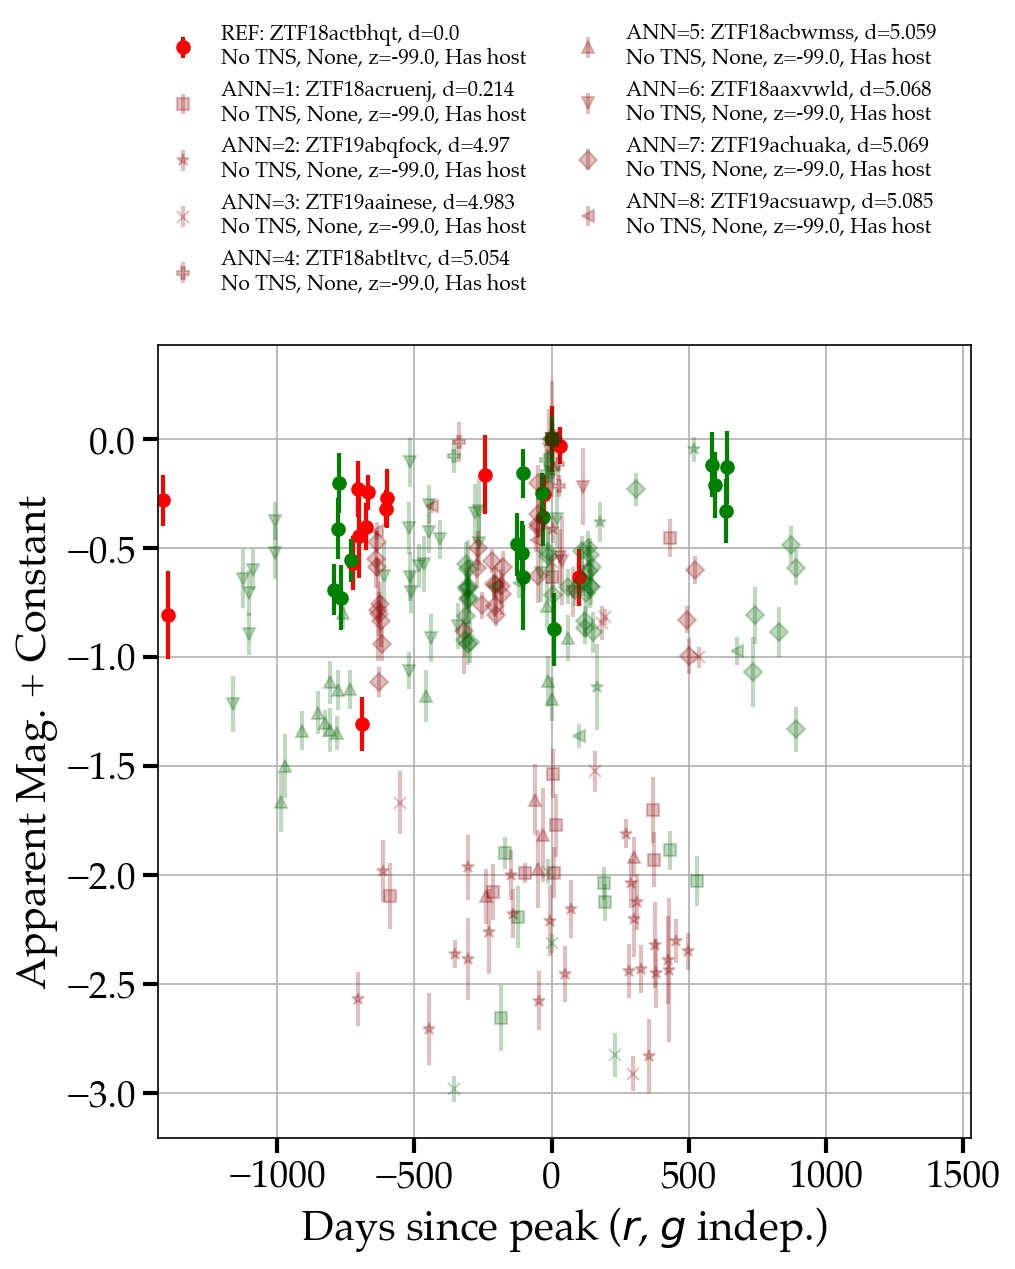 REF: ZTF18actbhqt, d=0.0
No TNS, None, z=-99.0, Has host
ANN=1: ZTF18acruenj, d=0.214
No TNS, None, z=-99.0, Has host
ANN=2: ZTF19abqfock, d=4.97
No TNS, None, z=-99.0, Has host
ANN=3: ZTF19aainese, d=4.983
No TNS, None, z=-99.0, Has host
ANN=4: ZTF18abtltvc, d=5.054
No TNS, None, z=-99.0, Has host
ANN=5: ZTF18acbwmss, d=5.059
No TNS, None, z=-99.0, Has host
ANN=6: ZTF18aaxvwld, d=5.068
No TNS, None, z=-99.0, Has host
ANN=7: ZTF19achuaka, d=5.069
No TNS, None, z=-99.0, Has host
ANN=8: ZTF19acsuawp, d=5.085
No TNS, None, z=-99.0, Has host
Apparent Mag. + Constant
0.0
−0.5
−1.0
−1.5
−2.0
−2.5
−3.0
−1000 −500 0 500 1000 1500
Days since peak (r, g indep.)